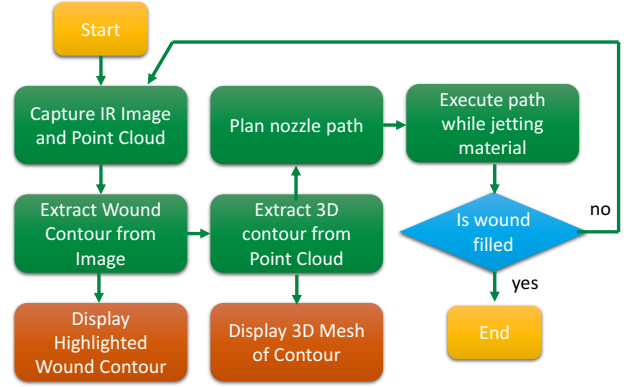 Start
Capture IR Image
and Point Cloud
Extract Wound
Contour from
Image
Display
Highlighted
Wound Contour
Extract 3D
contour from
Point Cloud
Display 3D Mesh
of Contour
Plan nozzle path
Execute path
while jetting
material
Is wound
filled
no
yes
End